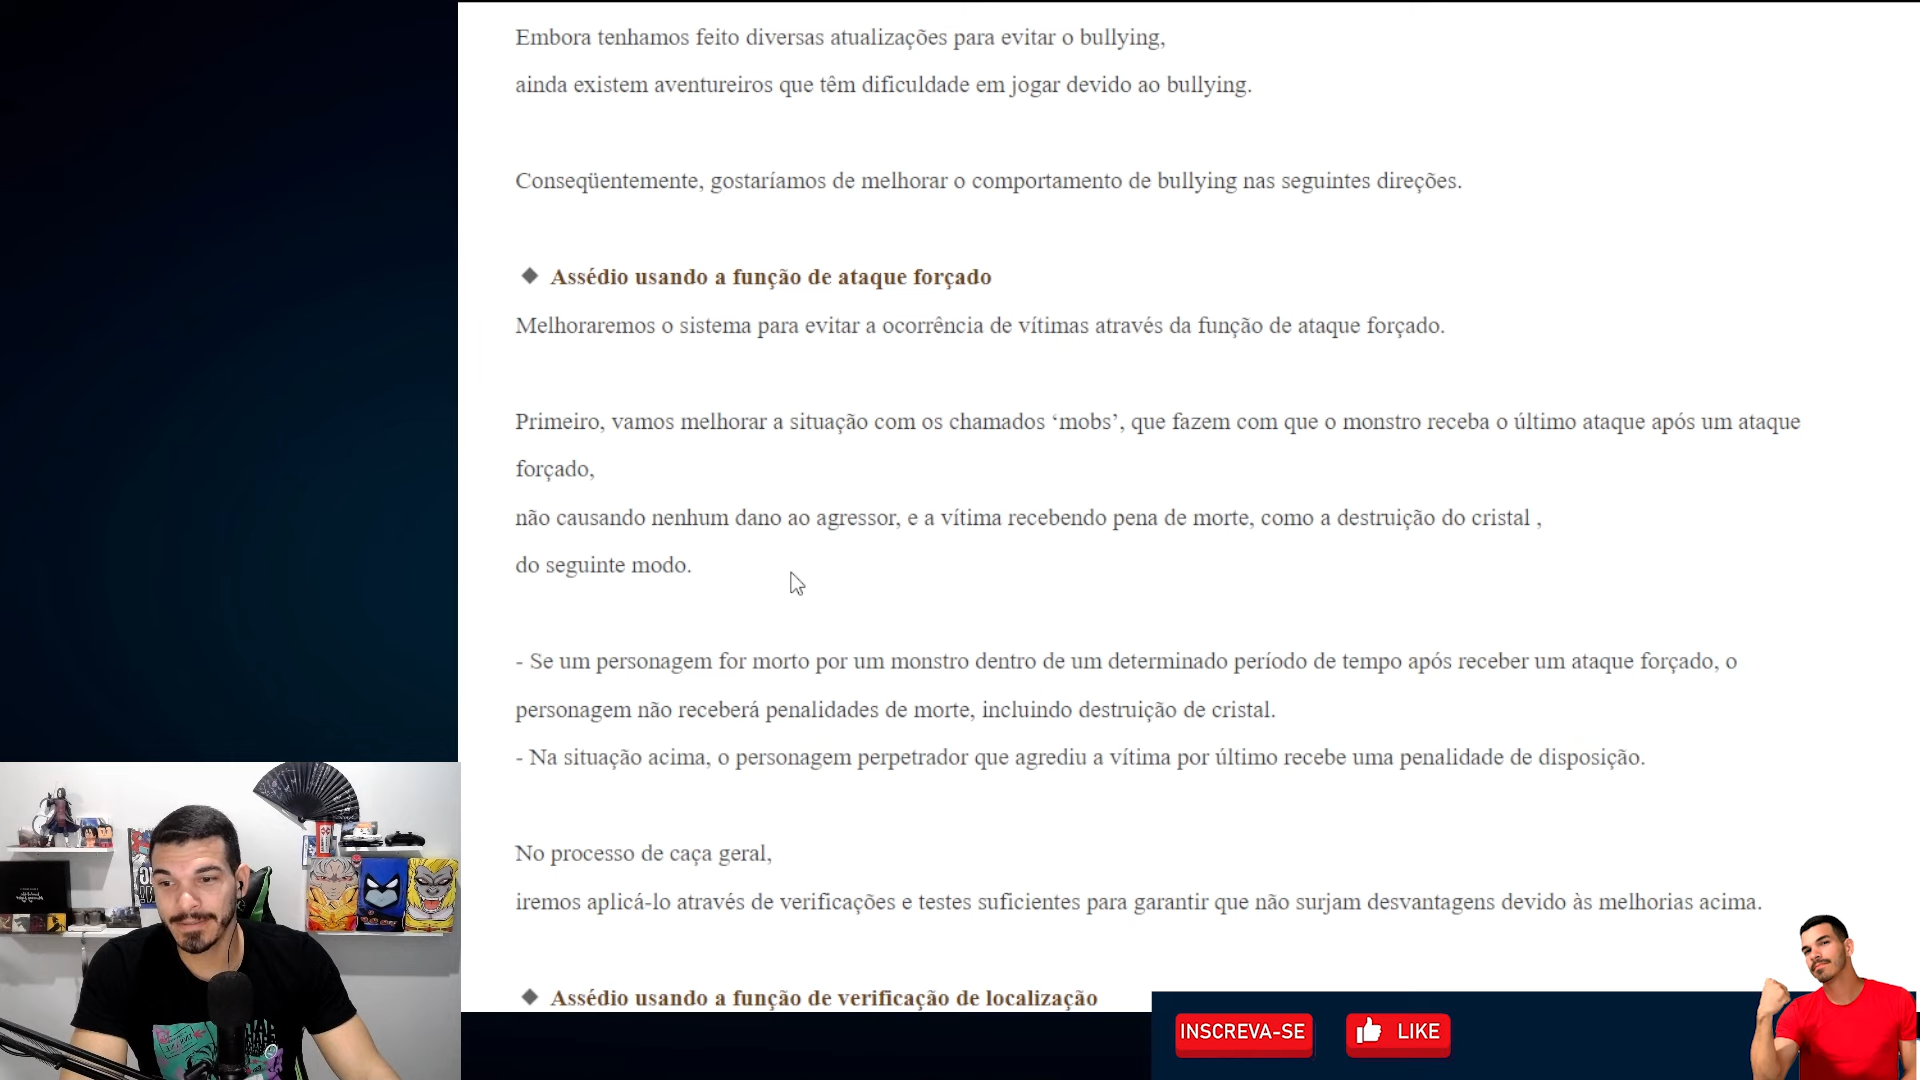 Embora tenhamos feito diversas atualizações para evitar o bullying,
ainda existem aventureiros que têm dificuldade em jogar devido ao bullying.
Conseqüentemente, gostaríamos de melhorar o comportamento de bullying nas seguintes direções.
◆ Assédio usando a função de ataque forçado
Melhoraremos o sistema para evitar a ocorrência de vítimas através da função de ataque forçado.
Primeiro, vamos melhorar a situação com os chamados ‘mobs’, que fazem com que o monstro receba o último ataque após um ataque
forçado,
não causando nenhum dano ao agressor, e a vítima recebendo pena de morte, como a destruição do cristal ,
do seguinte modo.
- Se um personagem for morto por um monstro dentro de um determinado período de tempo após receber um ataque forçado, o
personagem não receberá penalidades de morte, incluindo destruição de cristal.
- Na situação acima, o personagem perpetrador que agrediu a vítima por último recebe uma penalidade de disposição.
No processo de caça geral,
iremos aplicá-lo através de verificações e testes suficientes para garantir que não surjam desvantagens devido às melhorias acima.
◆ Assédio usando a função de verificação de localização
INSCREVA-SE
LIKE